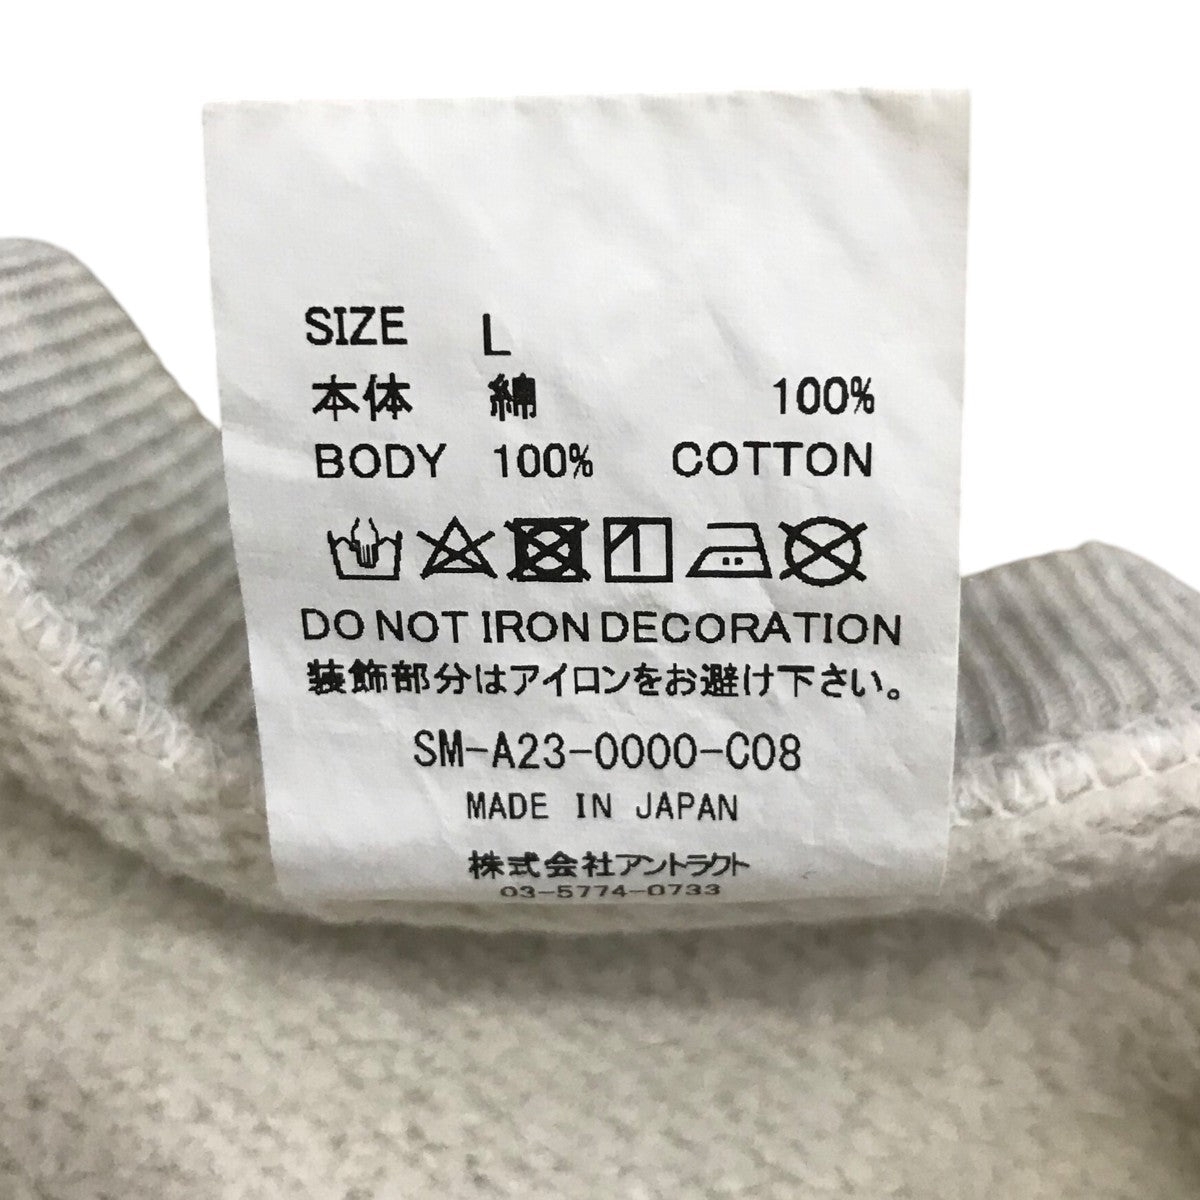 SIZE L
本体 綿 100%
BODY 100% COTTON
DO NOT IRON DECORATION
装飾部分はアイロンをお避け下さい。
SM-A23-0000-C08
MADE IN JAPAN
株式会社アントラクト
03-5774-0733